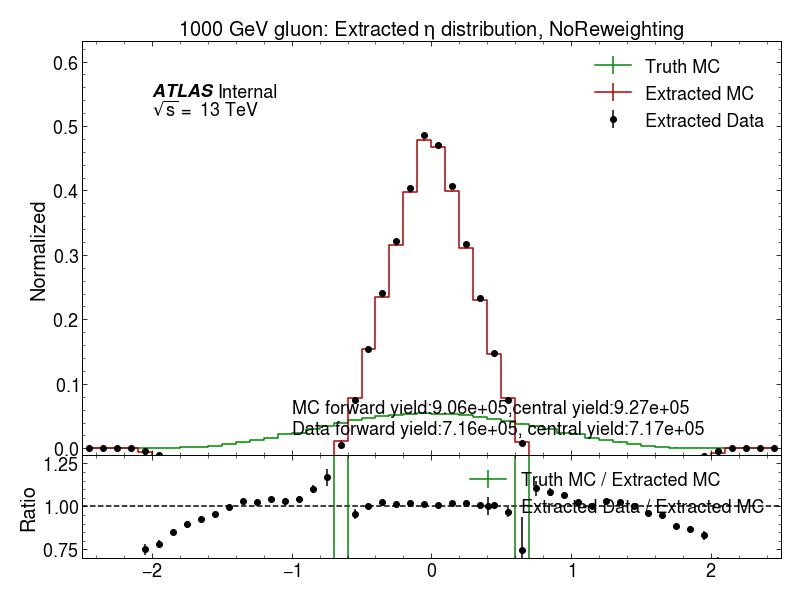 1000 GeV gluon: Extracted η distribution, NoReweighting
0.6
0.5
0.4
0.3
0.2
0.1
0.0
Normalized
ATLAS Internal
√s = 13 TeV
Truth MC
Extracted MC
Extracted Data
MC forward yield:9.06e+05,central yield:9.27e+05
Data forward yield:7.16e+05, central yield:7.17e+05
1.25
1.00
0.75
Ratio
Truth MC / Extracted MC
Extracted Data / Extracted MC
−2 −1 0 1 2